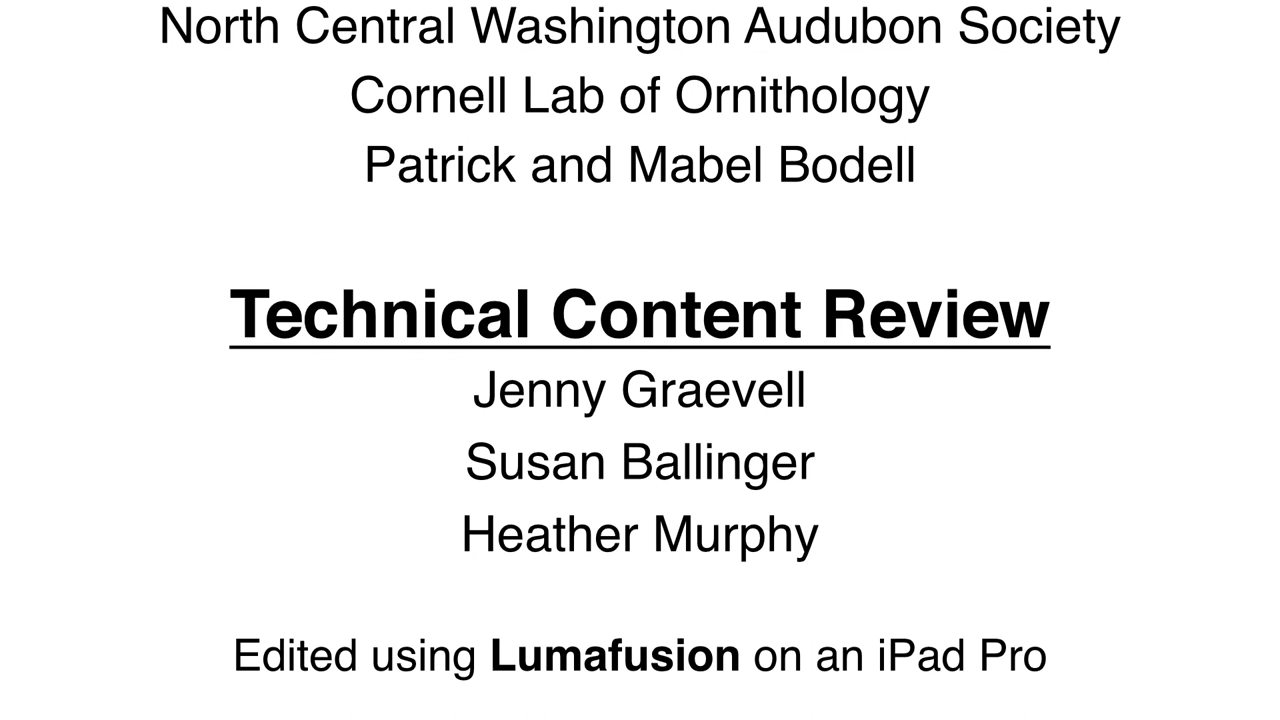 North Central Washington Audubon Society
Cornell Lab of Ornithology
Patrick and Mabel Bodell
Technical Content Review
Jenny Graevell
Susan Ballinger
Heather Murphy
Edited using Lumafusion on an iPad Pro